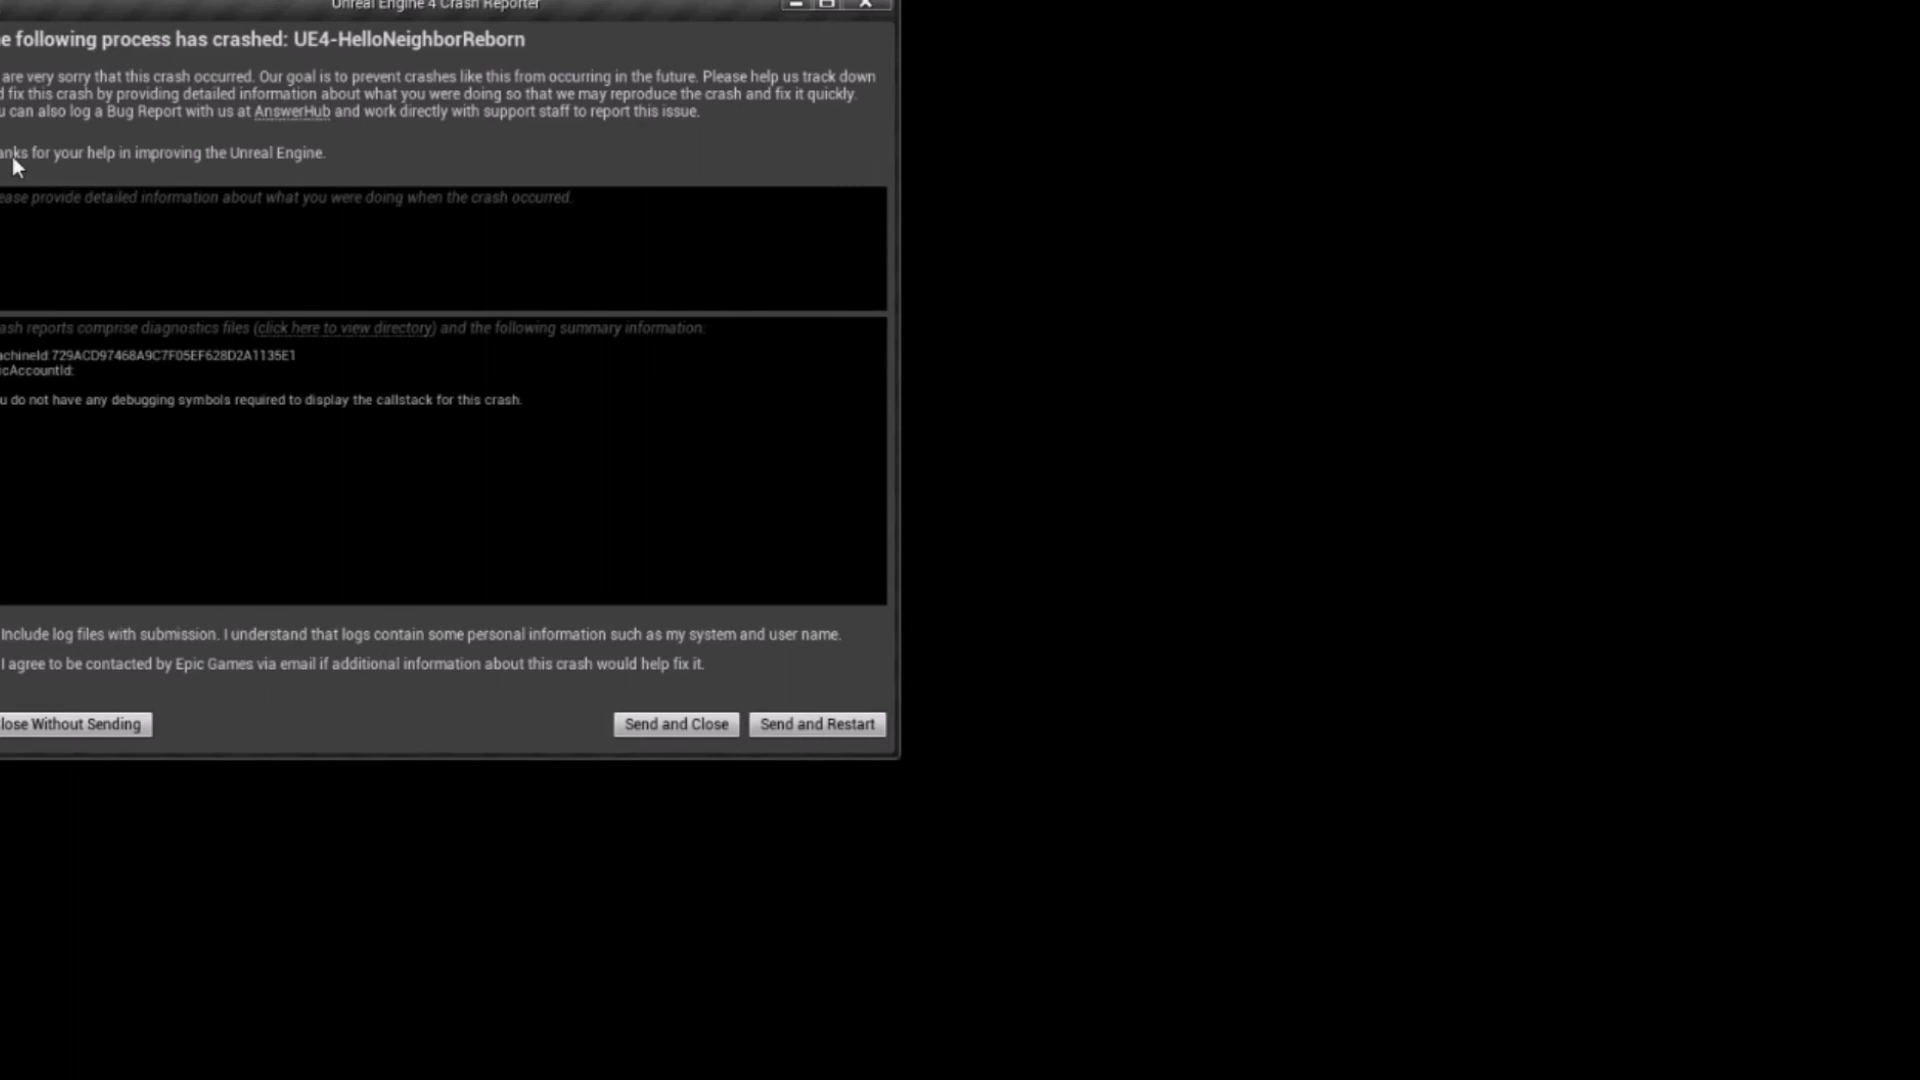 Unreal Engine 4 Crash Reporter
e following process has crashed: UE4-HelloNeighborReborn
are very sorry that this crash occurred. Our goal is to prevent crashes like this from occurring in the future. Please help us track down
d fix this crash by providing detailed information about what you were doing so that we may reproduce the crash and fix it quickly.
u can also log a Bug Report with us at AnswerHub and work directly with support staff to report this issue.
anks for your help in improving the Unreal Engine.
ease provide detailed information about what you were doing when the crash occurred.
ash reports comprise diagnostics files (click here to view directory) and the following summary information:
achineId:729ACD97468A9C7F05EF628D2A1135E1
icAccountId:
u do not have any debugging symbols required to display the callstack for this crash.
Include log files with submission. I understand that logs contain some personal information such as my system and user name.
I agree to be contacted by Epic Games via email if additional information about this crash would help fix it.
lose Without Sending
Send and Close
Send and Restart